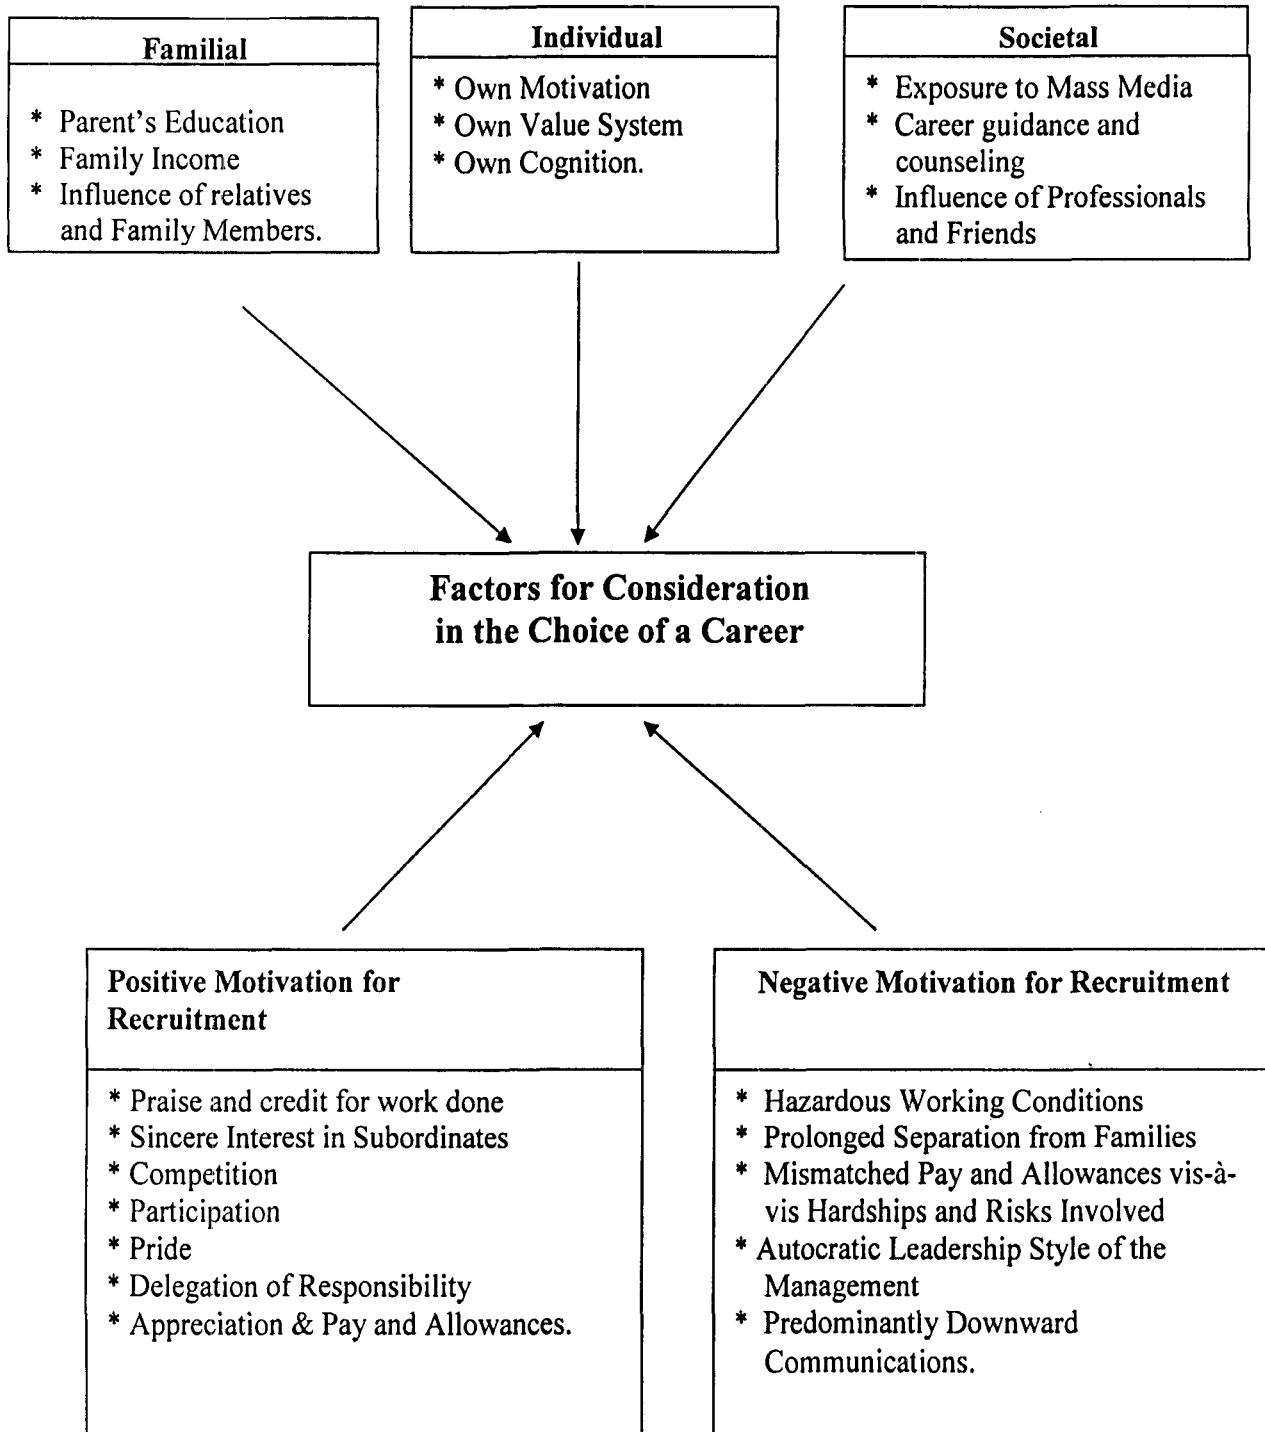 Familial
* Parent's Education
* Family Income
* Influence of relatives
and Family Members.
Individual
* Own Motivation
* Own Value System
* Own Cognition.
Societal
* Exposure to Mass Media
* Career guidance and
counseling
* Influence of Professionals
and Friends
Factors for Consideration
in the Choice of a Career
Positive Motivation for
Recruitment
* Praise and credit for work done
* Sincere Interest in Subordinates
* Competition
* Participation
* Pride
* Delegation of Responsibility
* Appreciation & Pay and Allowances.
Negative Motivation for Recruitment
* Hazardous Working Conditions
* Prolonged Separation from Families
* Mismatched Pay and Allowances vis-à-
vis Hardships and Risks Involved
* Autocratic Leadership Style of the
Management
* Predominantly Downward
Communications.